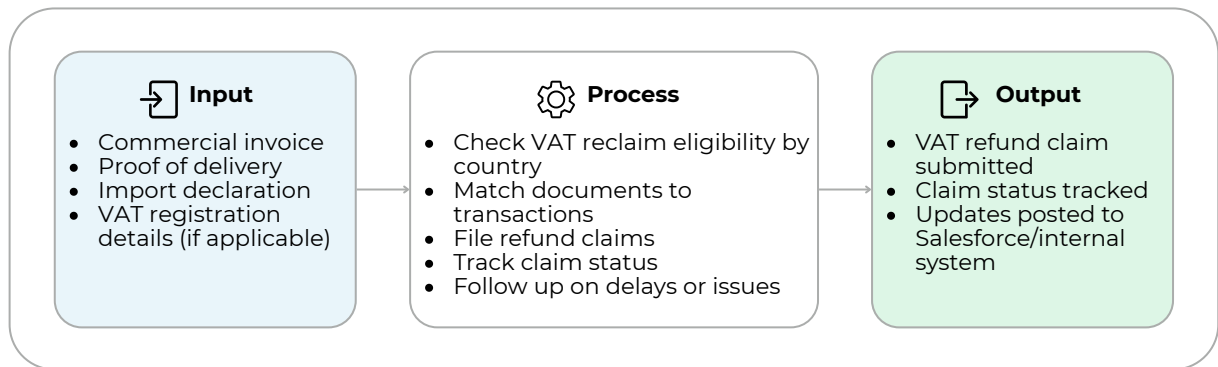 Input
• Commercial invoice
• Proof of delivery
• Import declaration
• VAT registration
details (if applicable)
Process
• Check VAT reclaim eligibility by
country
• Match documents to
transactions
• File refund claims
• Track claim status
• Follow up on delays or issues
Output
• VAT refund claim
submitted
• Claim status tracked
• Updates posted to
Salesforce/internal
system